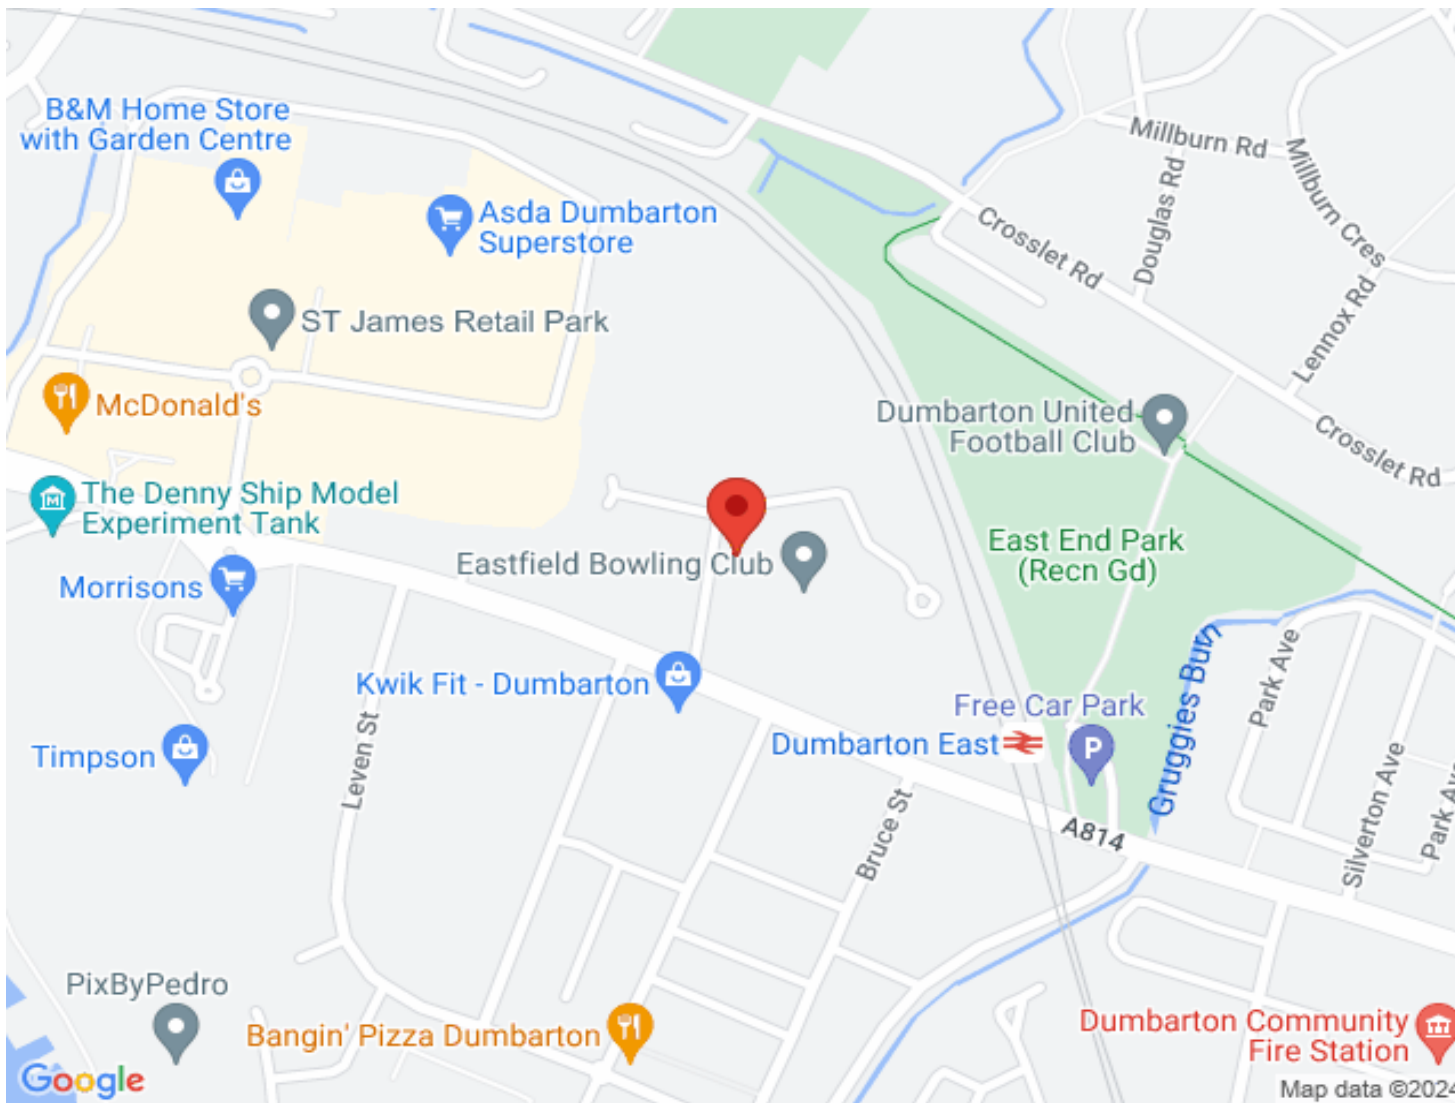 B&M Home Store
with Garden Centre
Millburn Rd
Millburn Cres
Douglas Rd
Asda Dumbarton
Superstore
Crosslet Rd
Lennox Rd
ST James Retail Park
McDonald's
Dumbarton United
Football Club
Crosslet Rd
The Denny Ship Model
Experiment Tank
East End Park
(Recn Gd)
Eastfield Bowling Club
Morrisons
Gruggies Burn
Park Ave
Kwik Fit - Dumbarton
Free Car Park
P
Timpson
Leven St
Dumbarton East
Silverton Ave
Park Ave
A814
Bruce St
PixByPedro
Bangin' Pizza Dumbarton
Dumbarton Community
Fire Station
Google
Map data ©2024